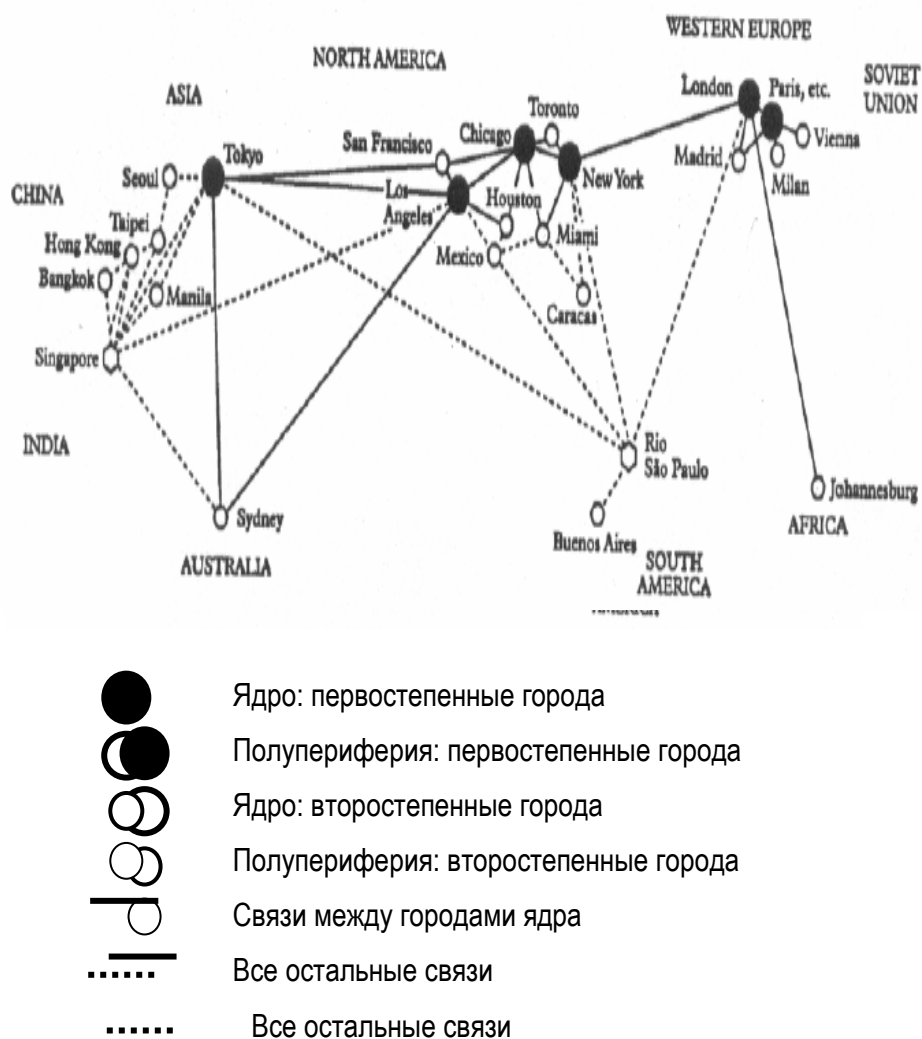 WESTERN EUROPE
NORTH AMERICA
SOVIET
UNION
ASIA
London
Paris, etc.
Toronto
Chicago
San Francisco
Vienna
Tokyo
Madrid
Milan
New York
Seoul
Los
Angeles
Houston
CHINA
Taipei
Miami
Hong Kong
Mexico
Bangkok
Manila
Caracas
Singapore
INDIA
Rio
São Paulo
Johannesburg
Sydney
AFRICA
Buenos Aires
AUSTRALIA
SOUTH
AMERICA
Ядро: первостепенные города
Полупериферия: первостепенные города
Ядро: второстепенные города
Полупериферия: второстепенные города
Связи между городами ядра
Все остальные связи
Все остальные связи